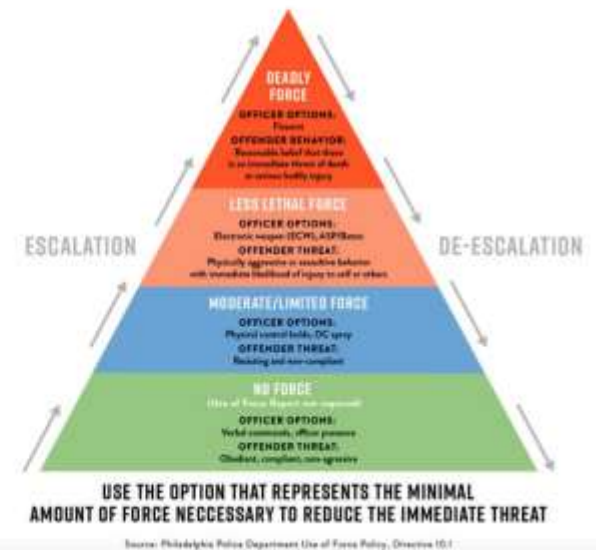 DEADLY
FORCE
OFFICER OPTIONS:
Firearm
OFFENDER BEHAVIOR:
Reasonable belief that there
is an immediate threat of death
or serious bodily injury
LESS LETHAL FORCE
OFFICER OPTIONS:
Electronic weapon (ECW), ASP/Baton
OFFENDER THREAT:
Physically aggressive or assaultive behavior
with immediate likelihood of injury to self or others
ESCALATION
DE-ESCALATION
MODERATE/LIMITED FORCE
OFFICER OPTIONS:
Physical control holds, OC spray
OFFENDER THREAT:
Resisting and non-compliant
NO FORCE
(Use of Force Report not required)
OFFICER OPTIONS:
Verbal commands, officer presence
OFFENDER THREAT:
Obedient, compliant, non-agressive
USE THE OPTION THAT REPRESENTS THE MINIMAL
AMOUNT OF FORCE NECCESSARY TO REDUCE THE IMMEDIATE THREAT
Source: Philadelphia Police Department Use of Force Policy, Directive 10.1